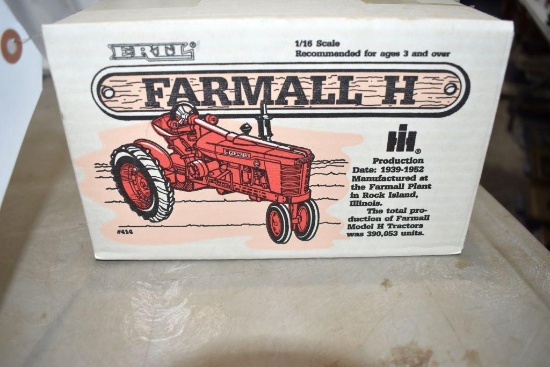 ERTL
1/16 Scale
Recommended for ages 3 and over
FARMALL H
Production
Date: 1939-1952
Manufactured at
the Farmall Plant
in Rock Island,
Illinois.
The total pro-
duction of Farmall
Model H Tractors
was 390,053 units.
#414